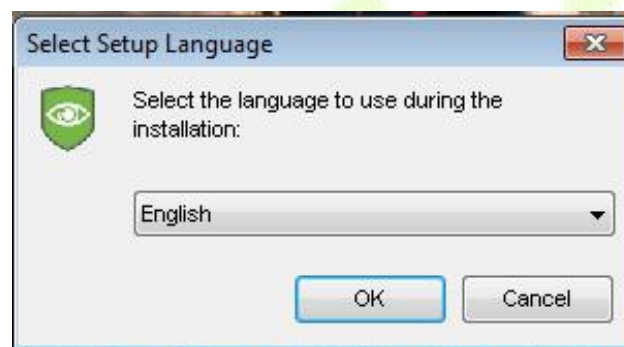 Select Setup Language
Select the language to use during the
installation:
English
OK
Cancel